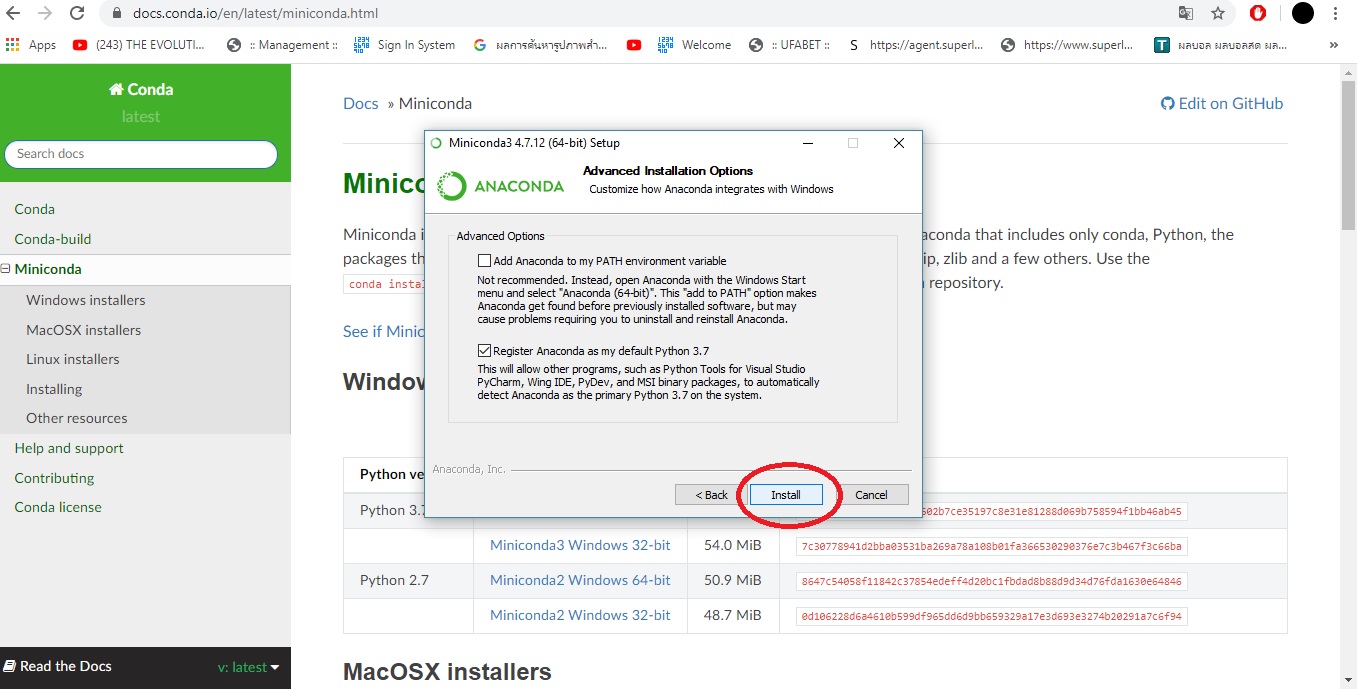 docs.conda.io/en/latest/miniconda.html
Apps
(243) THE EVOLUTI...
:: Management ::
Sign In System
ผลการค้นหารูปภาพสำ...
Welcome
:: UFABET ::
S https://agent.superl...
https://www.superl...
T ผลบอล ผลบอลสด ผล...
»
Conda
latest
Search docs
Conda
Conda-build
Miniconda
Windows installers
MacOSX installers
Linux installers
Installing
Other resources
Help and support
Contributing
Conda license
Read the Docs
v: latest
Docs » Miniconda
Edit on GitHub
Minico
Miniconda i
aconda that includes only conda, Python, the
packages th
ip, zlib and a few others. Use the
conda instal
repository.
See if Minic
Window
Miniconda3 4.7.12 (64-bit) Setup
ANACONDA
Advanced Installation Options
Customize how Anaconda integrates with Windows
Advanced Options
Add Anaconda to my PATH environment variable
Not recommended. Instead, open Anaconda with the Windows Start
menu and select "Anaconda (64-bit)". This "add to PATH" option makes
Anaconda get found before previously installed software, but may
cause problems requiring you to uninstall and reinstall Anaconda.
Register Anaconda as my default Python 3.7
This will allow other programs, such as Python Tools for Visual Studio
PyCharm, Wing IDE, PyDev, and MSI binary packages, to automatically
detect Anaconda as the primary Python 3.7 on the system.
Anaconda, Inc.
< Back
Install
Cancel
Python ve
Python 3.7
602b7ce35197c8e31e81288d069b758594f1bb46ab45
Miniconda3 Windows 32-bit 54.0 MiB 7c30778941d2bba03531ba269a78a108b01fa366530290376e7c3b467f3c66ba
Python 2.7 Miniconda2 Windows 64-bit 50.9 MiB 8647c54058f11842c37854edeff4d20bc1fbdad8b88d9d34d76fda1630e64846
Miniconda2 Windows 32-bit 48.7 MiB 0d106228d6a4610b599df965dd6d9bb659329a17e3d693e3274b20291a7c6f94
MacOSX installers